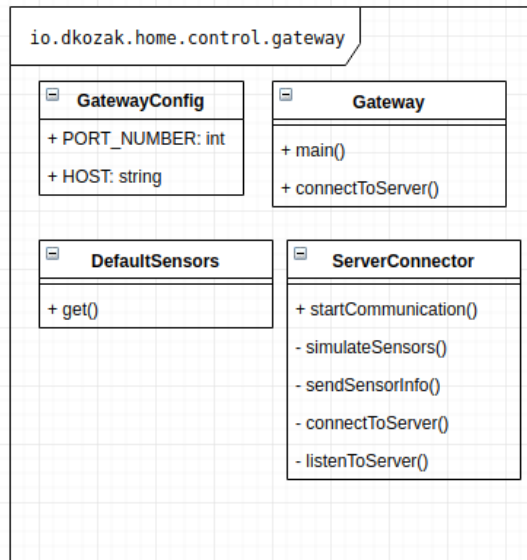 io.dkozak.home.control.gateway
GatewayConfig
+ PORT_NUMBER: int
+ HOST: string
Gateway
+ main()
+ connectToServer()
DefaultSensors
+ get()
ServerConnector
+ startCommunication()
- simulateSensors()
- sendSensorInfo()
- connectToServer()
- listenToServer()